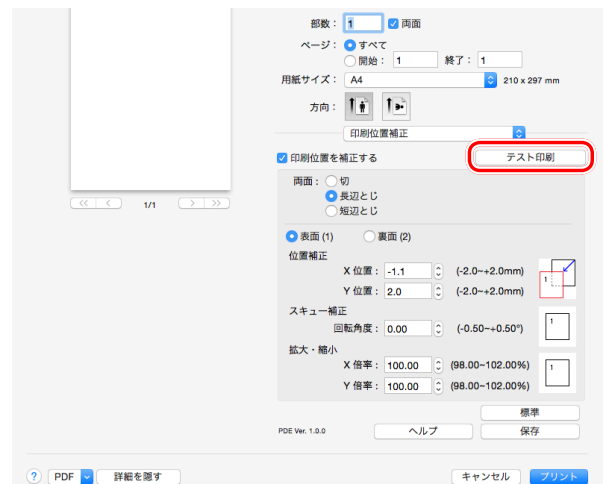 部数： 1 両面
ページ： すべて
開始： 1 終了： 1
用紙サイズ： A4 210 x 297 mm
方向：
印刷位置補正
印刷位置を補正する テスト印刷
両面： 切
長辺とじ
短辺とじ
<< < 1/1 > >>
表面 (1) 裏面 (2)
位置補正
X 位置： -1.1 (-2.0~+2.0mm)
Y 位置： 2.0 (-2.0~+2.0mm)
1
スキュー補正
回転角度： 0.00 (-0.50~+0.50°)
1
拡大・縮小
X 倍率： 100.00 (98.00~102.00%)
Y 倍率： 100.00 (98.00~102.00%)
1
標準
PDE Ver. 1.0.0 ヘルプ 保存
? PDF 詳細を隠す キャンセル プリント